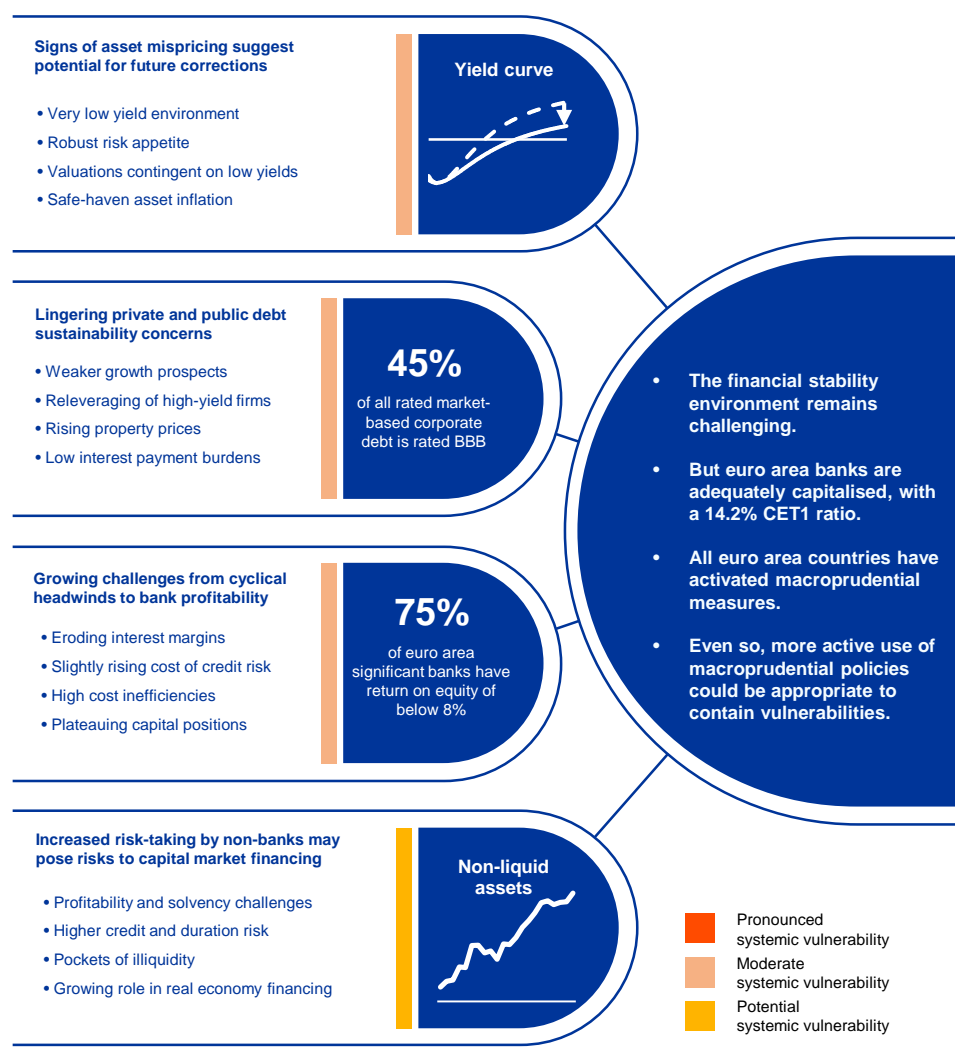 Signs of asset mispricing suggest
potential for future corrections
• Very low yield environment
• Robust risk appetite
• Valuations contingent on low yields
• Safe-haven asset inflation
Yield curve
Lingering private and public debt
sustainability concerns
• Weaker growth prospects
• Releveraging of high-yield firms
• Rising property prices
• Low interest payment burdens
45%
of all rated market-
based corporate
debt is rated BBB
Growing challenges from cyclical
headwinds to bank profitability
• Eroding interest margins
• Slightly rising cost of credit risk
• High cost inefficiencies
• Plateauing capital positions
75%
of euro area
significant banks have
return on equity of
below 8%
Increased risk-taking by non-banks may
pose risks to capital market financing
• Profitability and solvency challenges
• Higher credit and duration risk
• Pockets of illiquidity
• Growing role in real economy financing
Non-liquid
assets
• The financial stability
environment remains
challenging.
• But euro area banks are
adequately capitalised, with
a 14.2% CET1 ratio.
• All euro area countries have
activated macroprudential
measures.
• Even so, more active use of
macroprudential policies
could be appropriate to
contain vulnerabilities.
Pronounced
systemic vulnerability
Moderate
systemic vulnerability
Potential
systemic vulnerability